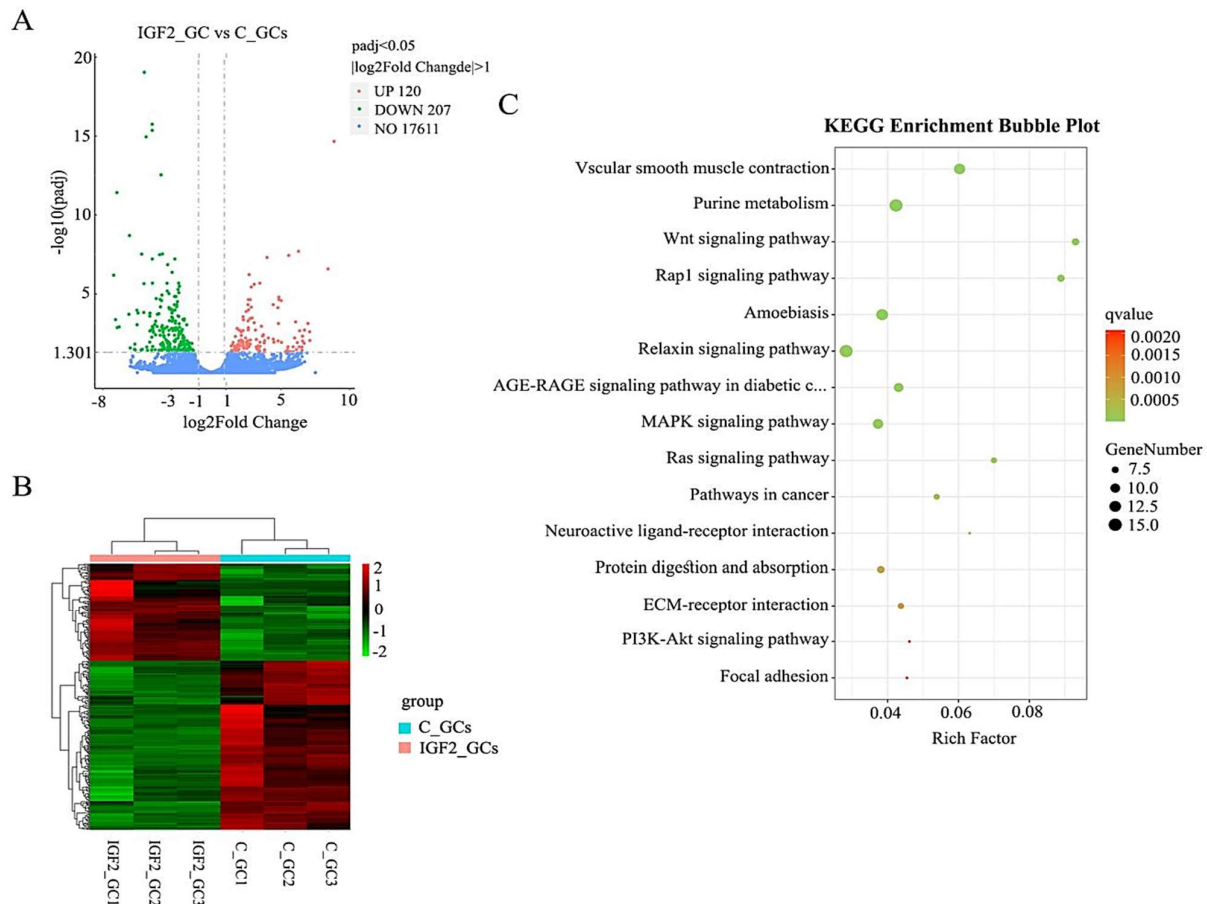 A
IGF2_GC vs C_GCs
padj<0.05
|log2Fold Changde|>1
UP 120
DOWN 207
NO 17611
-log10(padj)
20
15
10
5
1.301
-8
-3
-1
1
10
log2Fold Change
B
2
1
0
-1
-2
group
C_GCs
IGF2_GCs
IGF2_GC1
IGF2_GC2
IGF2_GC3
C_GC1
C_GC2
C_GC3
C
KEGG Enrichment Bubble Plot
Vscular smooth muscle contraction
Purine metabolism
Wnt signaling pathway
Rap1 signaling pathway
Amoebiasis
Relaxin signaling pathway
AGE-RAGE signaling pathway in diabetic c...
MAPK signaling pathway
Ras signaling pathway
Pathways in cancer
Neuroactive ligand-receptor interaction
Protein digestion and absorption
ECM-receptor interaction
PI3K-Akt signaling pathway
Focal adhesion
0.04
0.06
0.08
Rich Factor
qvalue
0.0020
0.0015
0.0010
0.0005
GeneNumber
7.5
10.0
12.5
15.0